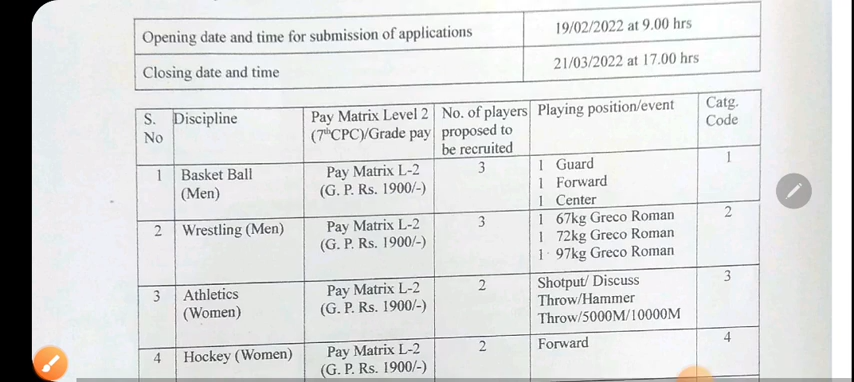 Opening date and time for submission of applications 19/02/2022 at 9.00 hrs
Closing date and time 21/03/2022 at 17.00 hrs
S. No Discipline Pay Matrix Level 2 (7thCPC)/Grade pay No. of players proposed to be recruited Playing position/event Catg. Code
1 Basket Ball (Men) Pay Matrix L-2 (G. P. Rs. 1900/-) 3 1 Guard 1
1 Forward
1 Center
2 Wrestling (Men) Pay Matrix L-2 (G. P. Rs. 1900/-) 3 1 67kg Greco Roman 2
1 72kg Greco Roman
1 97kg Greco Roman
3 Athletics (Women) Pay Matrix L-2 (G. P. Rs. 1900/-) 2 Shotput/ Discuss 3
Throw/Hammer
Throw/5000M/10000M
4 Hockey (Women) Pay Matrix L-2 (G. P. Rs. 1900/-) 2 Forward 4